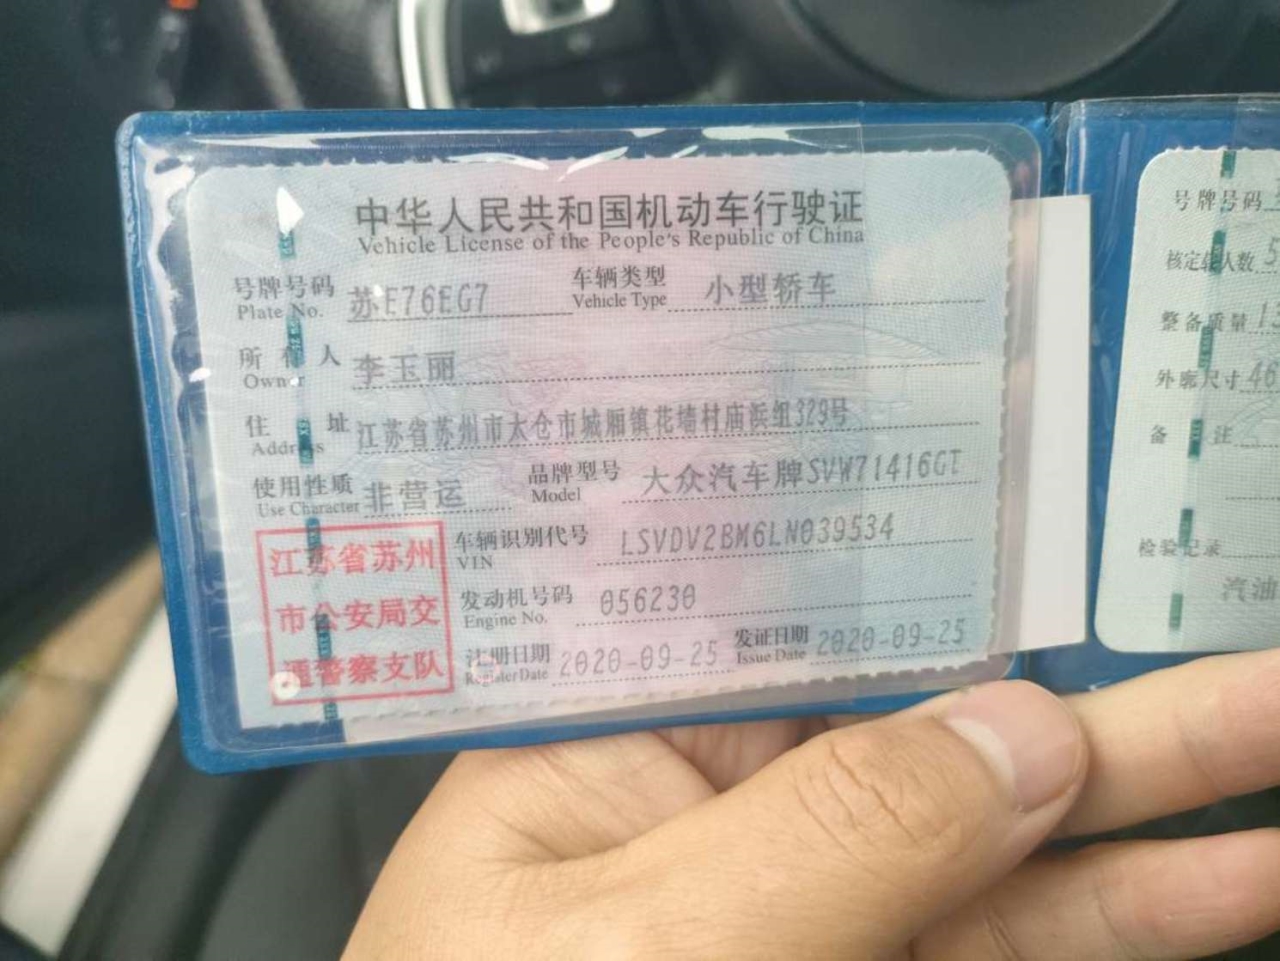 中华人民共和国机动车行驶证
Vehicle License of the People's Republic of China
号牌号码 苏E76EG7 车辆类型 小型轿车
Plate No. Vehicle Type
所有人 李玉丽
Owner
住址 江苏省苏州市太仓市城厢镇花墙村庙浜组329号
Address
使用性质 非营运 品牌型号 大众汽车牌SVW71416GT
Use Character Model
江苏省苏州
市公安局交
通警察支队
车辆识别代号 LSVDV2BM6LN039534
VIN
发动机号码 056230
Engine No.
注册日期 2020-09-25 发证日期 2020-09-25
Register Date Issue Date
号牌号码
核定载人数 5
整备质量
外廓尺寸 46
备注
检验记录
汽油